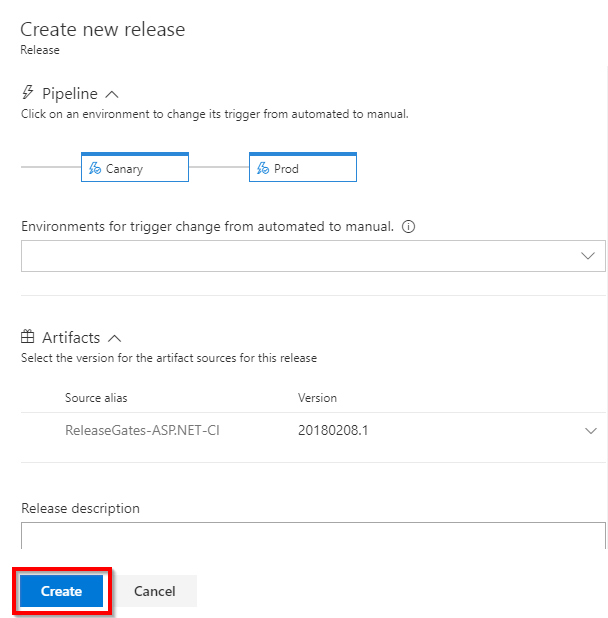 Create new release
Release
Pipeline
Click on an environment to change its trigger from automated to manual.
Canary
Prod
Environments for trigger change from automated to manual.
Artifacts
Select the version for the artifact sources for this release
Source alias Version
ReleaseGates-ASP.NET-CI 20180208.1
Release description
Create Cancel